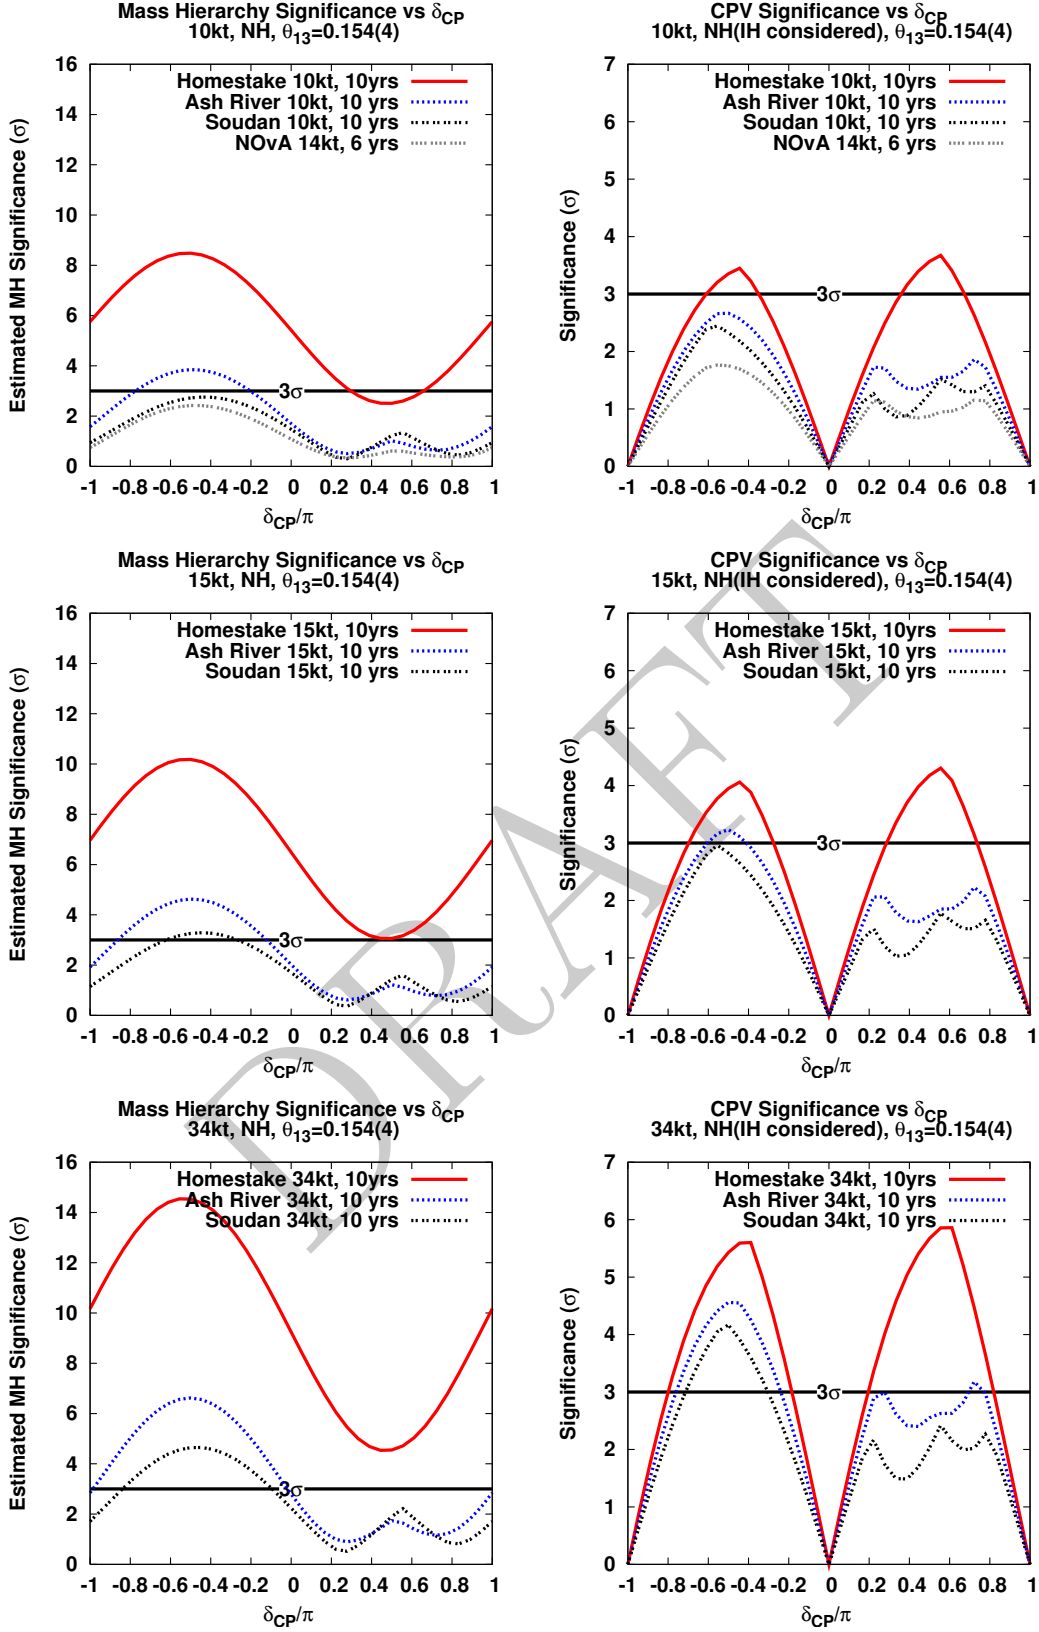 Mass Hierarchy Significance vs δCP
10kt, NH, θ13=0.154(4)
Estimated MH Significance (σ)
16
14
12
10
8
6
4
2
0
Homestake 10kt, 10yrs
Ash River 10kt, 10 yrs
Soudan 10kt, 10 yrs
NOvA 14kt, 6 yrs
3σ
-1 -0.8 -0.6 -0.4 -0.2 0 0.2 0.4 0.6 0.8 1
δCP/π
CPV Significance vs δCP
10kt, NH(IH considered), θ13=0.154(4)
Significance (σ)
7
6
5
4
3
2
1
0
Homestake 10kt, 10yrs
Ash River 10kt, 10 yrs
Soudan 10kt, 10 yrs
NOvA 14kt, 6 yrs
3σ
-1 -0.8 -0.6 -0.4 -0.2 0 0.2 0.4 0.6 0.8 1
δCP/π
Mass Hierarchy Significance vs δCP
15kt, NH, θ13=0.154(4)
Estimated MH Significance (σ)
16
14
12
10
8
6
4
2
0
Homestake 15kt, 10yrs
Ash River 15kt, 10 yrs
Soudan 15kt, 10 yrs
3σ
-1 -0.8 -0.6 -0.4 -0.2 0 0.2 0.4 0.6 0.8 1
δCP/π
CPV Significance vs δCP
15kt, NH(IH considered), θ13=0.154(4)
Significance (σ)
7
6
5
4
3
2
1
0
Homestake 15kt, 10yrs
Ash River 15kt, 10 yrs
Soudan 15kt, 10 yrs
3σ
-1 -0.8 -0.6 -0.4 -0.2 0 0.2 0.4 0.6 0.8 1
δCP/π
Mass Hierarchy Significance vs δCP
34kt, NH, θ13=0.154(4)
Estimated MH Significance (σ)
16
14
12
10
8
6
4
2
0
Homestake 34kt, 10yrs
Ash River 34kt, 10 yrs
Soudan 34kt, 10 yrs
3σ
-1 -0.8 -0.6 -0.4 -0.2 0 0.2 0.4 0.6 0.8 1
δCP/π
CPV Significance vs δCP
34kt, NH(IH considered), θ13=0.154(4)
Significance (σ)
7
6
5
4
3
2
1
0
Homestake 34kt, 10yrs
Ash River 34kt, 10 yrs
Soudan 34kt, 10 yrs
3σ
-1 -0.8 -0.6 -0.4 -0.2 0 0.2 0.4 0.6 0.8 1
δCP/π
DRAFT